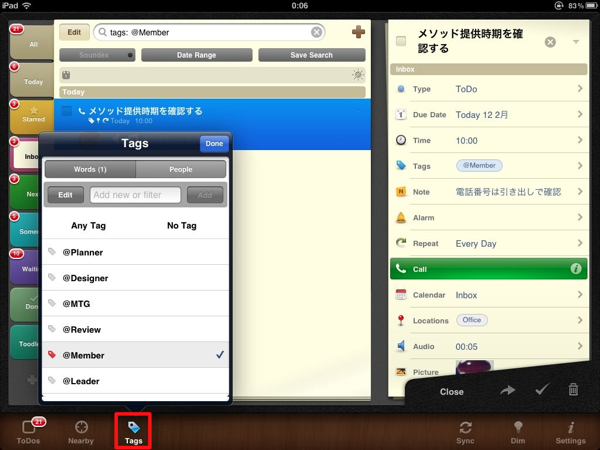 iPad
0:06
83%
21
All
6
Today
2
Starred
2
Inbo
Nex
Some
10
Waitin
Don
Toodle
Edit
tags: @Member
Soundex
Date Range
Save Search
Today
メソッド提供時期を確認する
Today 10:00
Tags
Done
Words (1)
People
Edit
Add new or filter
Add
Any Tag
No Tag
@Planner
@Designer
@MTG
@Review
@Member
@Leader
メソッド提供時期を確
認する
Inbox
Type ToDo
Due Date Today 12 2月
Time 10:00
Tags @Member
Note 電話番号は引き出しで確認
Alarm
Repeat Every Day
Call
Calendar Inbox
Locations Office
Audio 00:05
Picture
Close
ToDos
21
Nearby
Tags
Sync
Dim
Settings